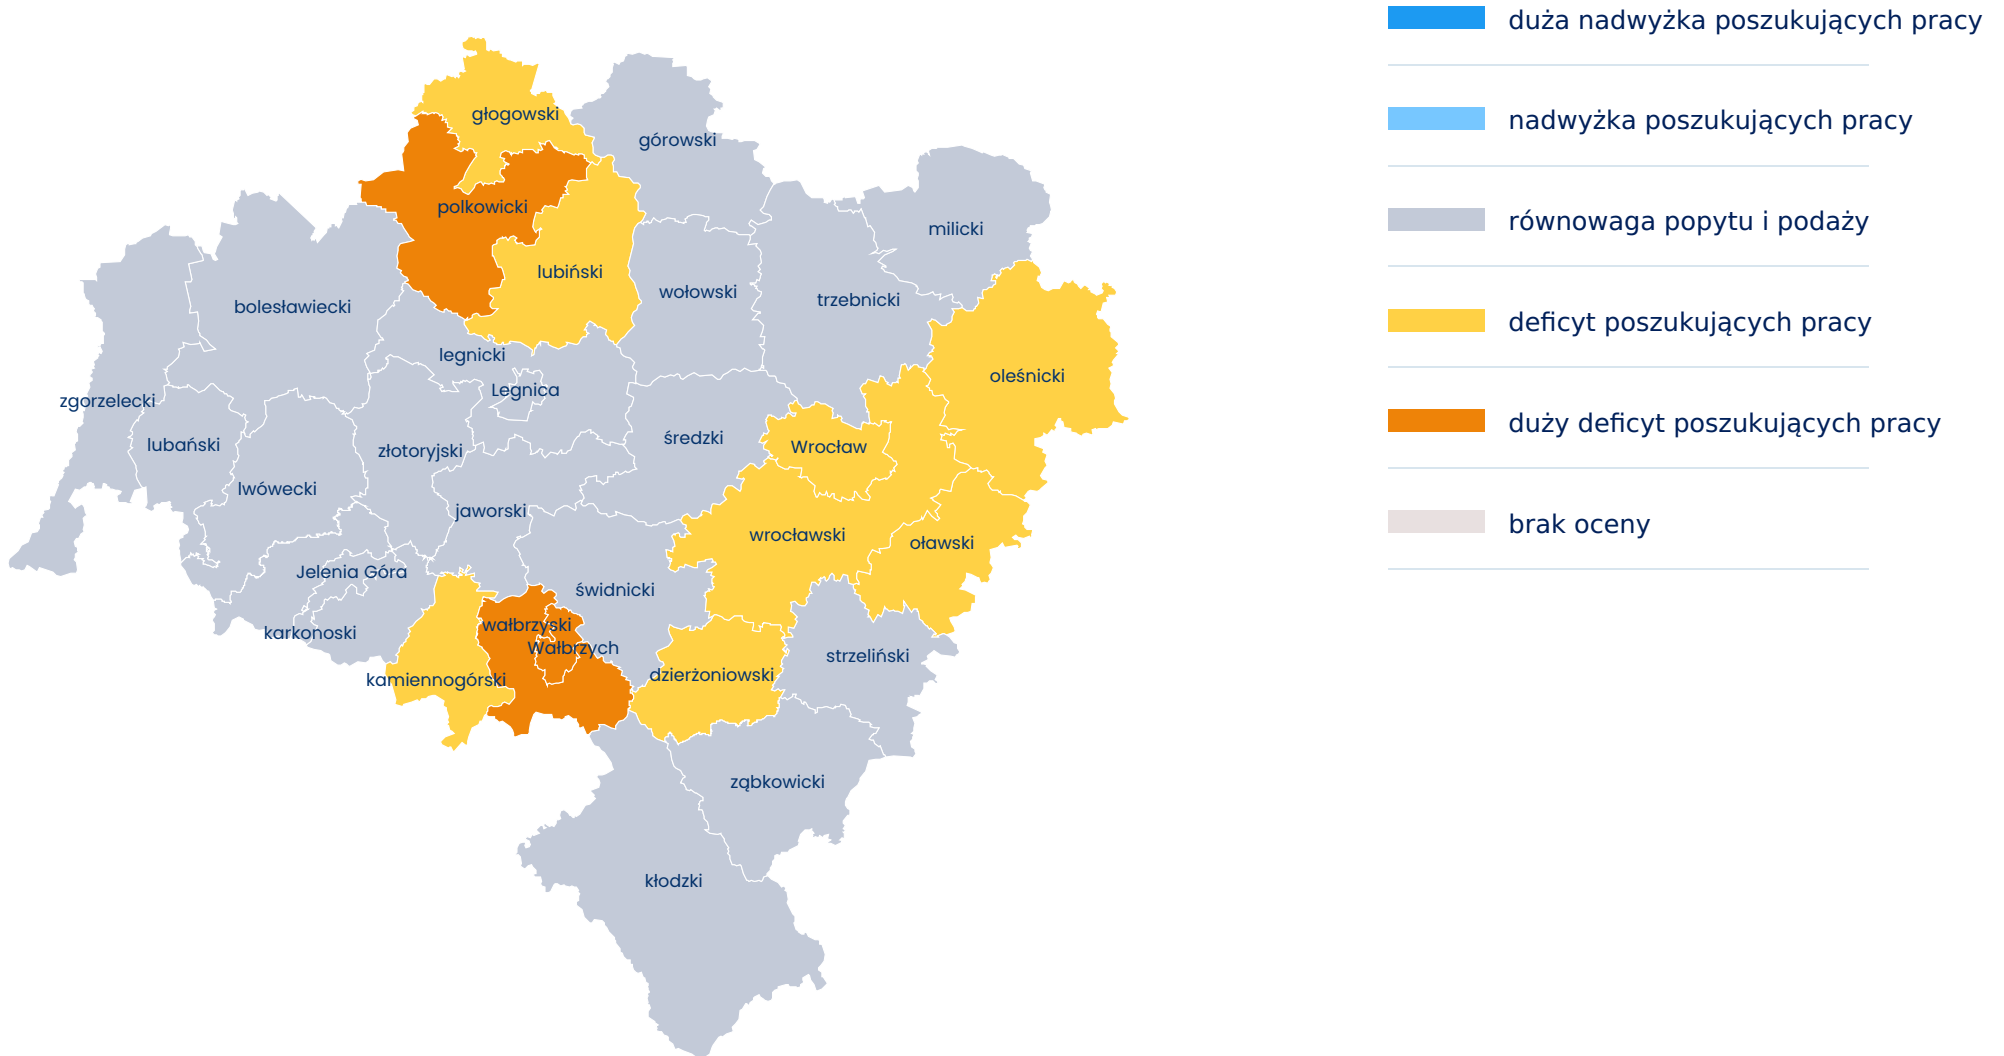 duża nadwyżka poszukujących pracy
nadwyżka poszukujących pracy
równowaga popytu i podaży
deficyt poszukujących pracy
duży deficyt poszukujących pracy
brak oceny
głogowski
górowski
polkowicki
milicki
lubiński
wołowski
trzebnicki
bolesławiecki
legnicki
oleśnicki
Legnica
zgorzelecki
średzki
lubański
Wrocław
złotoryjski
lwówecki
jaworski
wrocławski
oławski
Jelenia Góra
świdnicki
wałbrzyski
karkonoski
Wałbrzych
strzeliński
dzierżoniowski
kamiennogórski
ząbkowicki
kłodzki